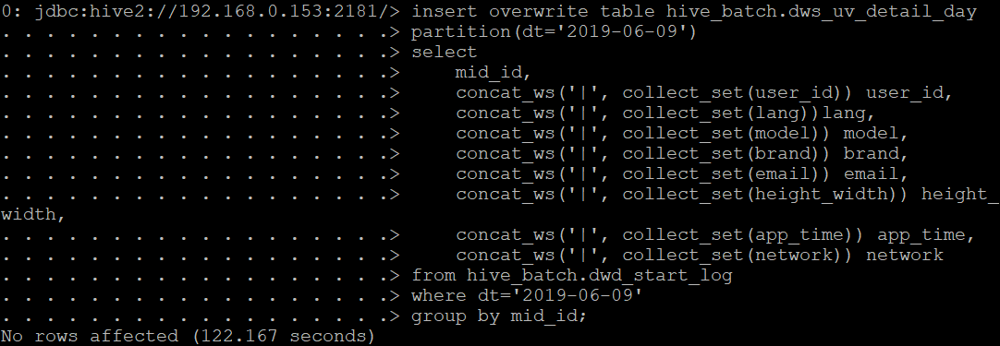 0: jdbc:hive2://192.168.0.153:2181/> insert overwrite table hive_batch.dws_uv_detail_day
. . . . . . . . . . . . . . . . . .> partition(dt='2019-06-09')
. . . . . . . . . . . . . . . . . .> select
. . . . . . . . . . . . . . . . . .>     mid_id,
. . . . . . . . . . . . . . . . . .>     concat_ws('|', collect_set(user_id)) user_id,
. . . . . . . . . . . . . . . . . .>     concat_ws('|', collect_set(lang))lang,
. . . . . . . . . . . . . . . . . .>     concat_ws('|', collect_set(model)) model,
. . . . . . . . . . . . . . . . . .>     concat_ws('|', collect_set(brand)) brand,
. . . . . . . . . . . . . . . . . .>     concat_ws('|', collect_set(email)) email,
. . . . . . . . . . . . . . . . . .>     concat_ws('|', collect_set(height_width)) height_
width,
. . . . . . . . . . . . . . . . . .>     concat_ws('|', collect_set(app_time)) app_time,
. . . . . . . . . . . . . . . . . .>     concat_ws('|', collect_set(network)) network
. . . . . . . . . . . . . . . . . .> from hive_batch.dwd_start_log
. . . . . . . . . . . . . . . . . .> where dt='2019-06-09'
. . . . . . . . . . . . . . . . . .> group by mid_id;
No rows affected (122.167 seconds)